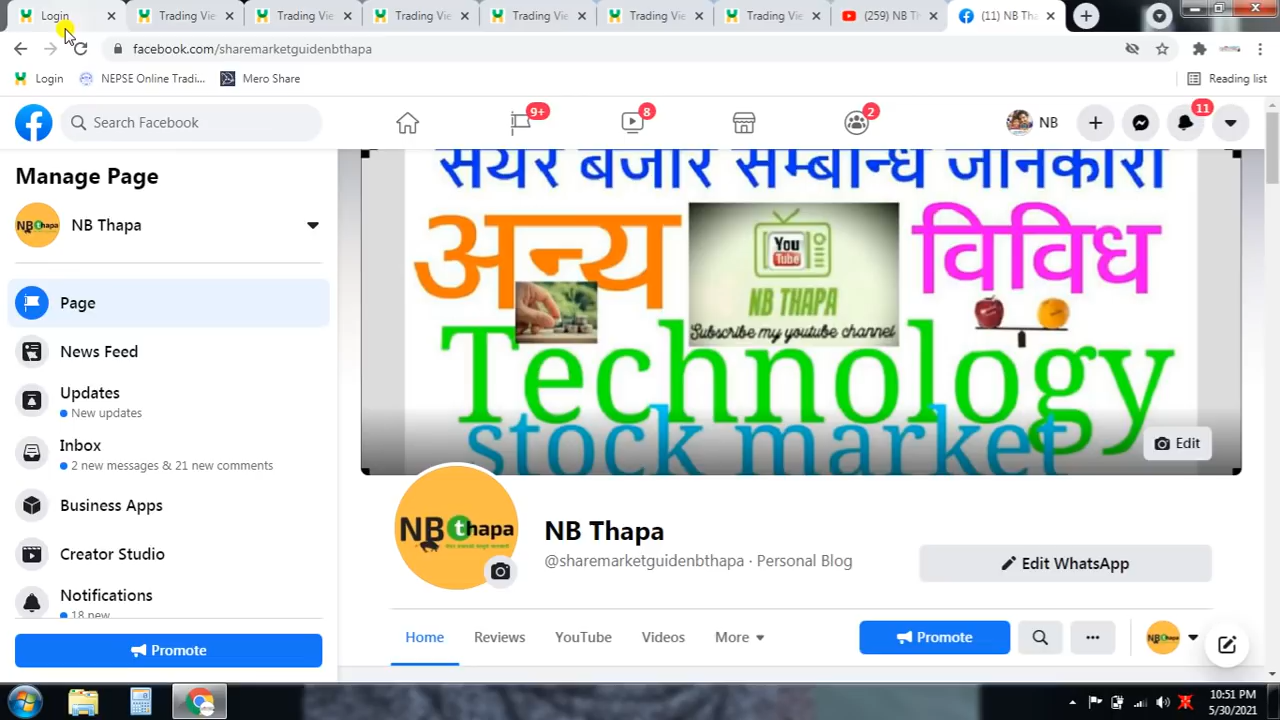 Login
Trading Vie
Trading Vie
Trading Vie
Trading Vie
Trading Vie
Trading Vie
(259) NB T
(11) NB Tha
facebook.com/sharemarketguidenbthapa
Login
NEPSE Online Tradi...
Mero Share
Reading list
Search Facebook
9+
8
2
NB
11
Manage Page
NB Thapa
Page
News Feed
Updates
New updates
Inbox
2 new messages & 21 new comments
Business Apps
Creator Studio
Notifications
18 new
Promote
सेयर बजार सम्बन्धि जानकारी
अन्य
विविध
You
Tube
NB THAPA
Subscribe my youtube channel
Technology
stock market
Edit
NB thapa
NB Thapa
@sharemarketguidenbthapa · Personal Blog
Edit WhatsApp
Home
Reviews
YouTube
Videos
More
Promote
10:51 PM
5/30/2021